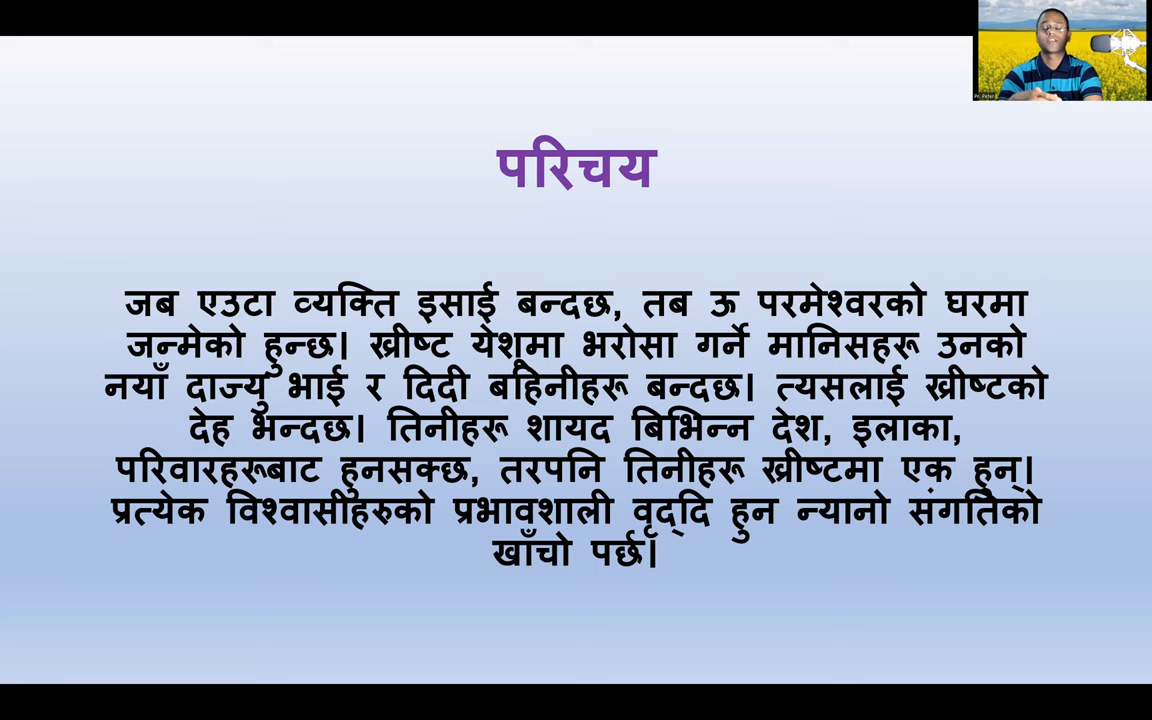 परिचय
जब एउटा व्यक्ति इसाई बन्दछ, तब ऊ परमेश्वरको घरमा
जन्मेको हुन्छ। ख्रीष्ट येशूमा भरोसा गर्ने मानिसहरू उनको
नयाँ दाज्यु भाई र दिदी बहिनीहरू बन्दछ। त्यसलाई ख्रीष्टको
देह भन्दछ। तिनीहरू शायद बिभिन्न देश, इलाका,
परिवारहरूबाट हुनसक्छ, तरपनि तिनीहरू ख्रीष्टमा एक हुन्।
प्रत्येक विश्वासीहरुको प्रभावशाली वृद्दि हुन न्यानो संगतिको
खाँचो पर्छ।